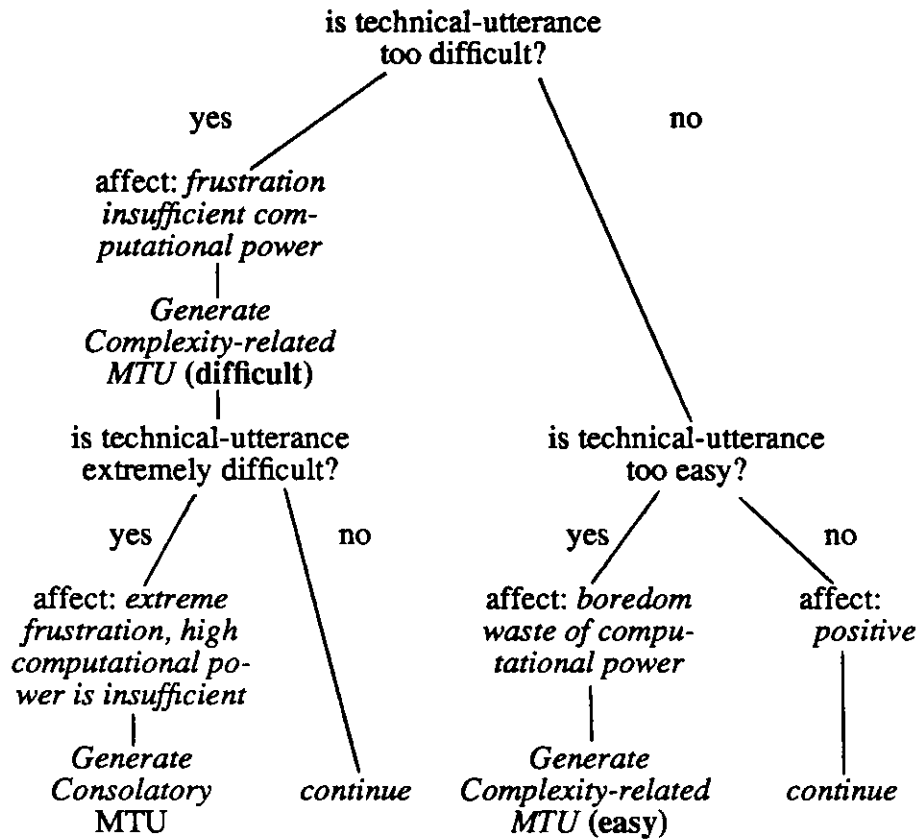 is technical-utterance
too difficult?
yes
no
affect: frustration
insufficient com-
putational power
Generate
Complexity-related
MTU (difficult)
is technical-utterance
extremely difficult?
is technical-utterance
too easy?
yes
no
yes
no
affect: extreme
frustration, high
computational po-
wer is insufficient
affect: boredom
waste of compu-
tational power
affect:
positive
Generate
Consolatory
MTU
continue
Generate
Complexity-related
MTU (easy)
continue